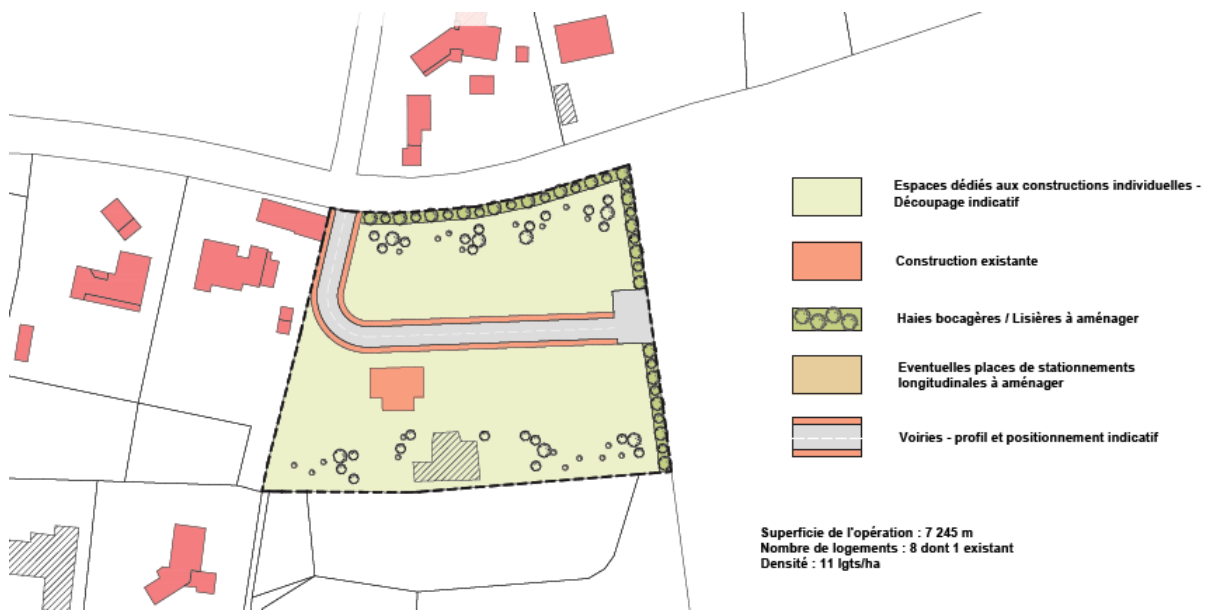 Espaces dédiés aux constructions individuelles -
Découpage indicatif
Construction existante
Haies bocagères / Lisières à aménager
Eventuelles places de stationnements
longitudinales à aménager
Voiries - profil et positionnement indicatif
Superficie de l'opération : 7 245 m
Nombre de logements : 8 dont 1 existant
Densité : 11 lgts/ha